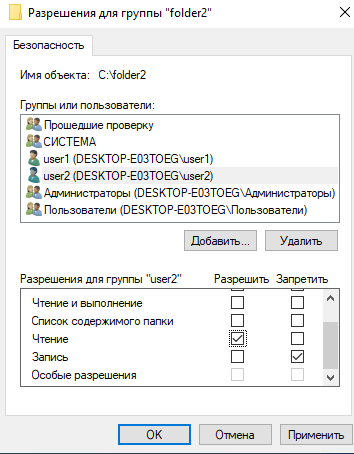 Разрешения для группы "folder2"
Безопасность
Имя объекта: C:\folder2
Группы или пользователи:
Прошедшие проверку
СИСТЕМА
user1 (DESKTOP-E03TOEG\user1)
user2 (DESKTOP-E03TOEG\user2)
Администраторы (DESKTOP-E03TOEG\Администраторы)
Пользователи (DESKTOP-E03TOEG\Пользователи)
Добавить... Удалить
Разрешения для группы "user2" Разрешить Запретить
Чтение и выполнение
Список содержимого папки
Чтение
Запись
Особые разрешения
OK Отмена Применить